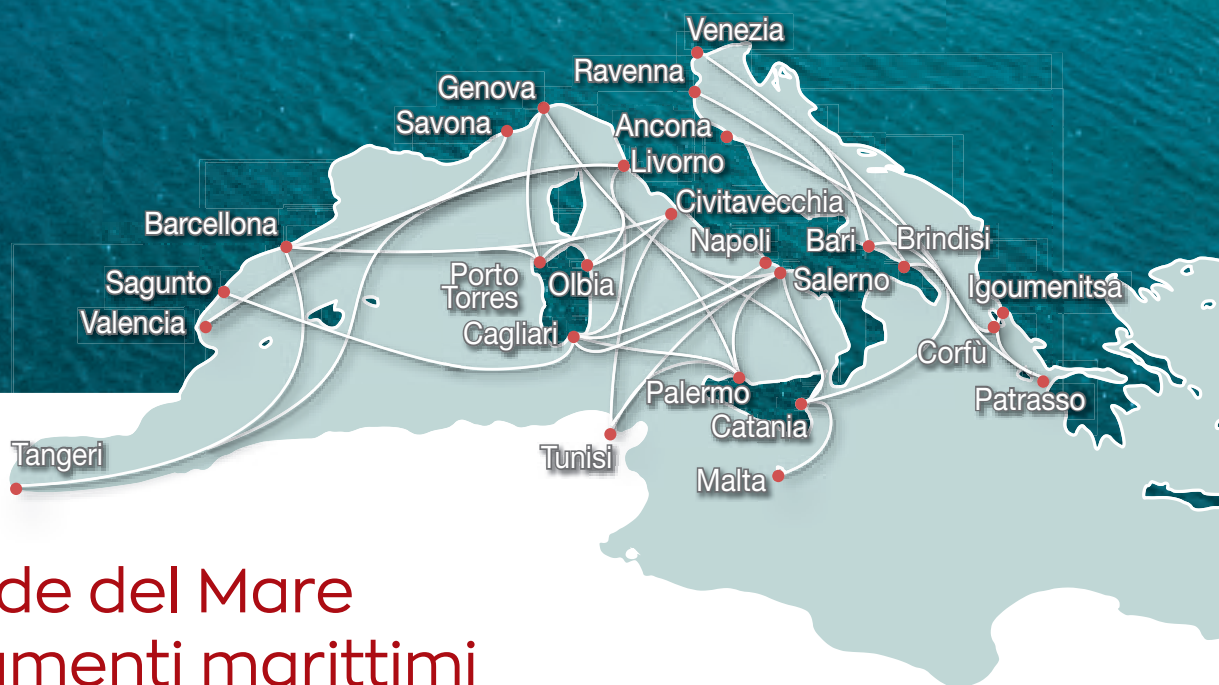 Venezia
Ravenna
Genova
Savona
Ancona
Livorno
Civitavecchia
Barcellona
Napoli
Bari
Brindisi
Porto
Torres
Olbia
Salerno
Sagunto
Igoumenitsa
Valencia
Cagliari
Corfù
Palermo
Patrasso
Catania
Tangeri
Tunisi
Malta
de del Mare
amenti marittimi